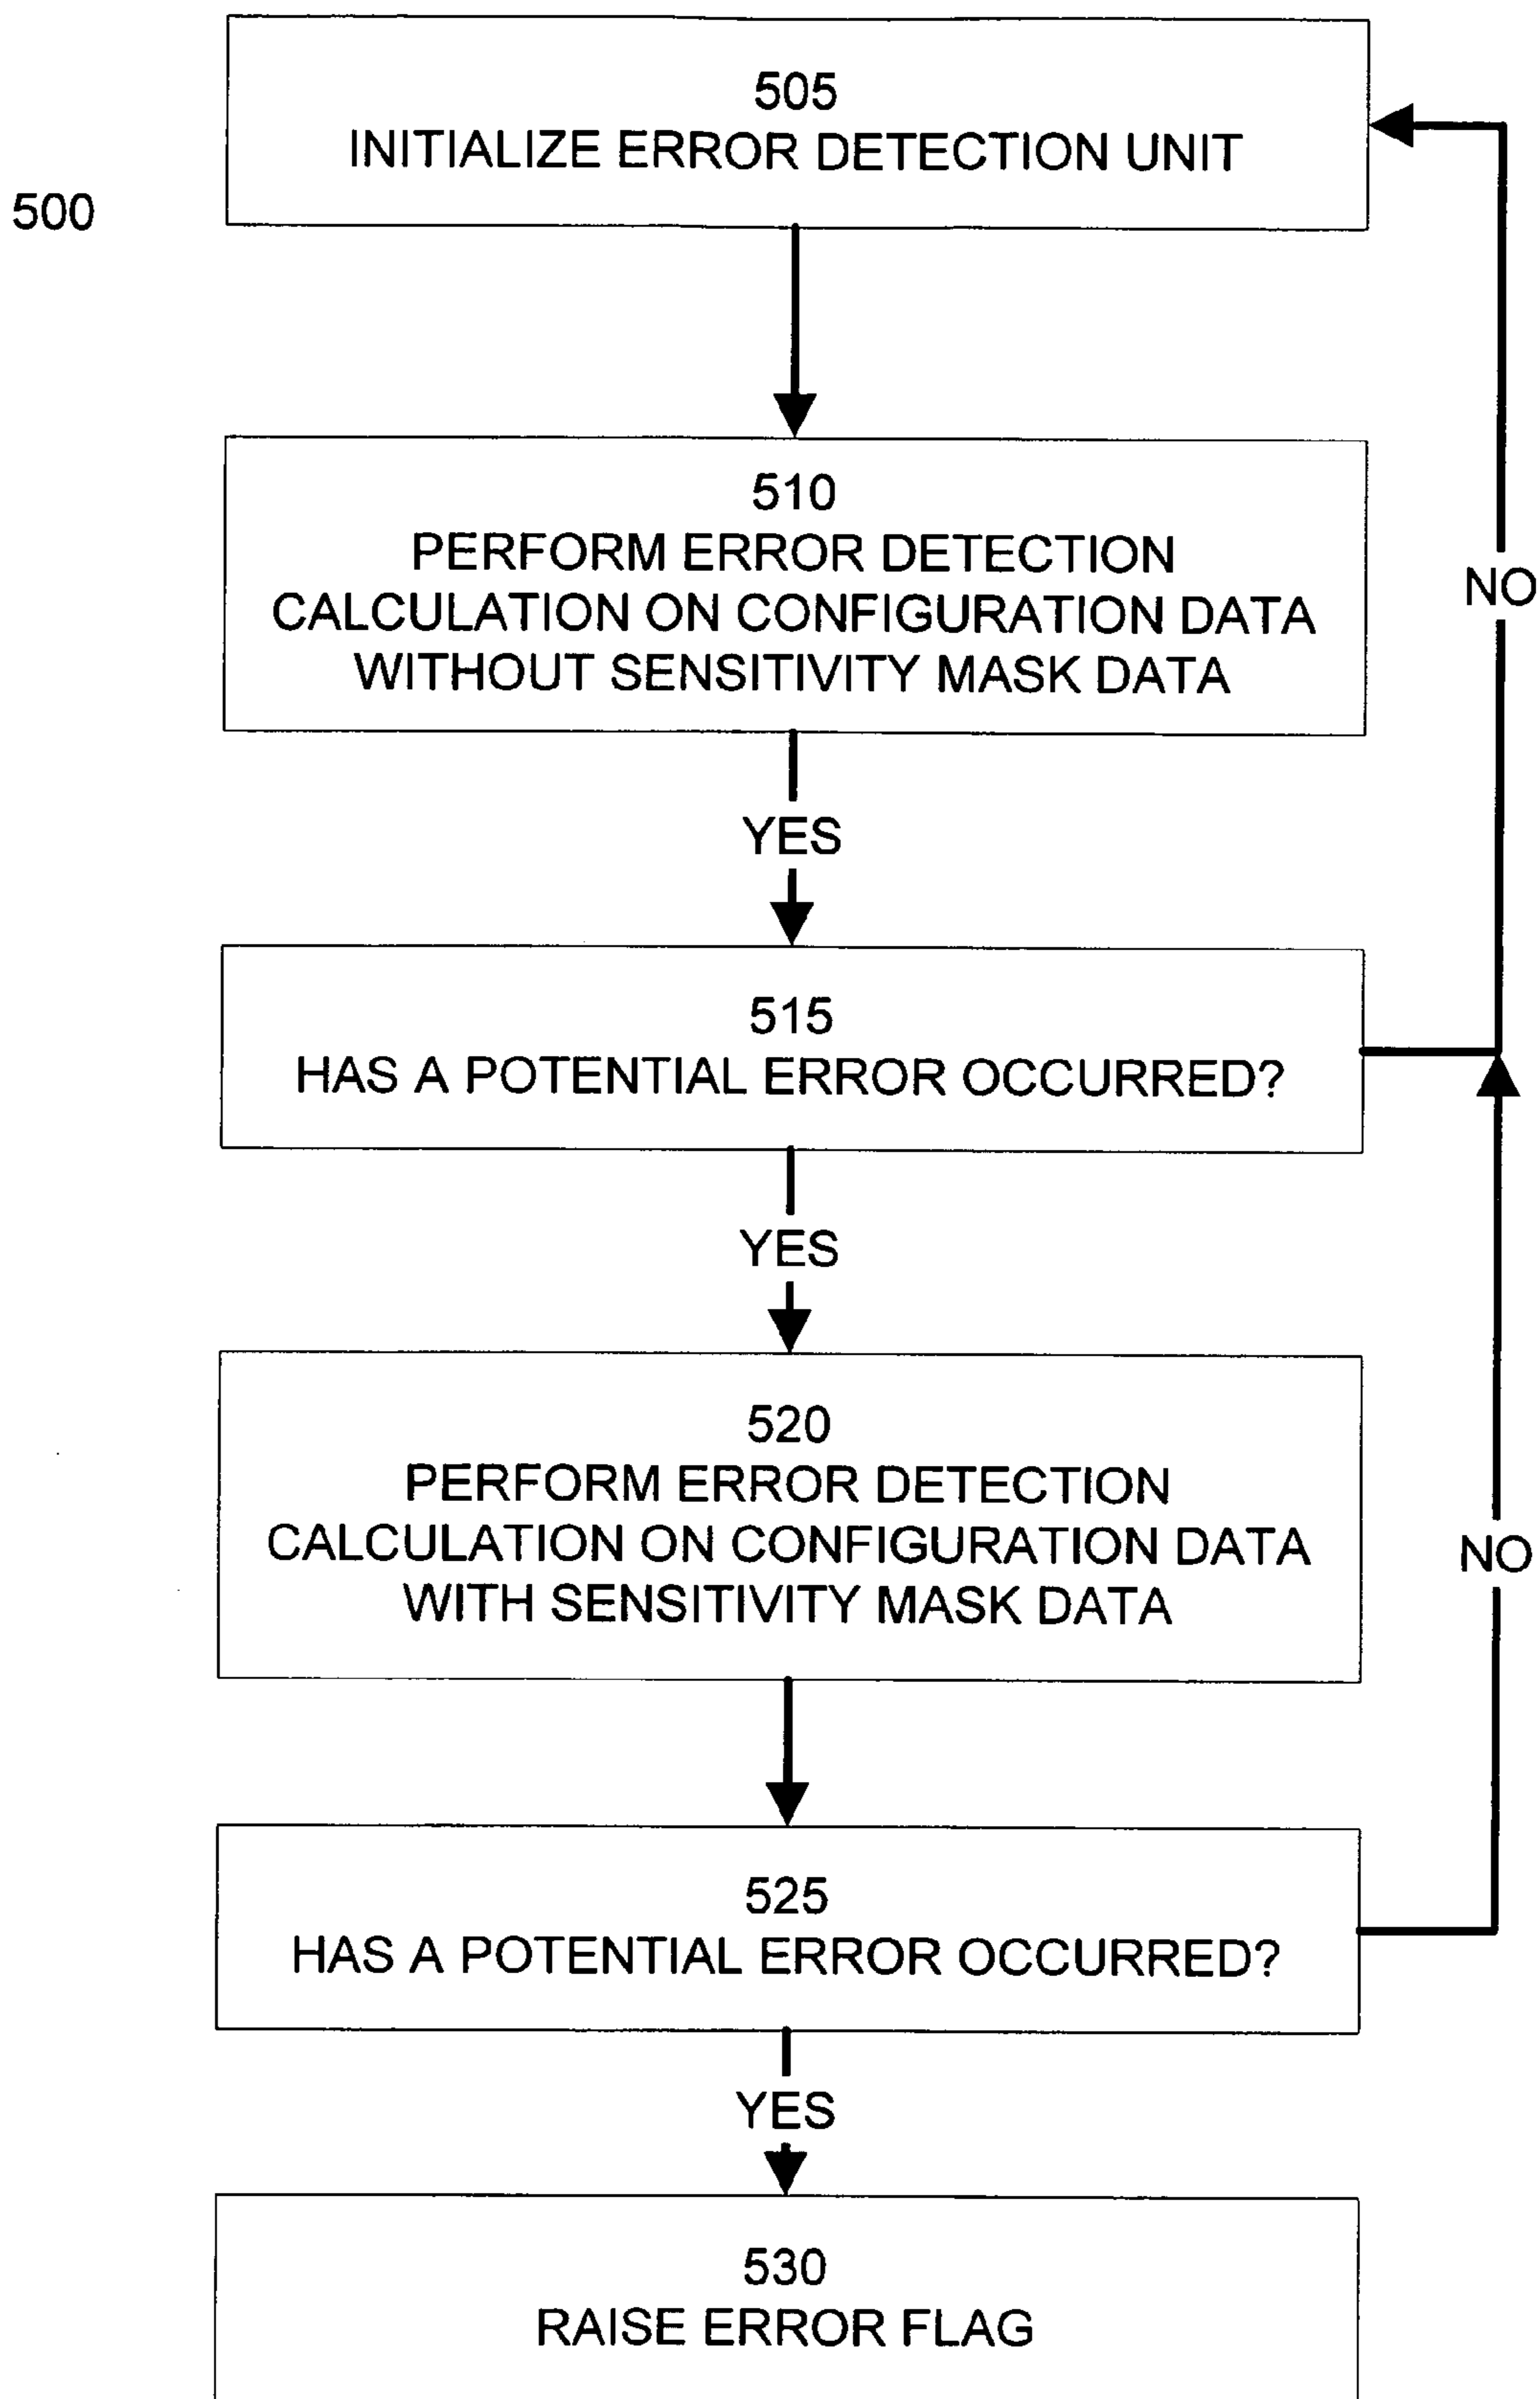 505
INITIALIZE ERROR DETECTION UNIT
500
510
PERFORM ERROR DETECTION
CALCULATION ON CONFIGURATION DATA
WITHOUT SENSITIVITY MASK DATA
NO
YES
515
HAS A POTENTIAL ERROR OCCURRED?
YES
520
PERFORM ERROR DETECTION
CALCULATION ON CONFIGURATION DATA
WITH SENSITIVITY MASK DATA
NO
525
HAS A POTENTIAL ERROR OCCURRED?
YES
530
RAISE ERROR FLAG